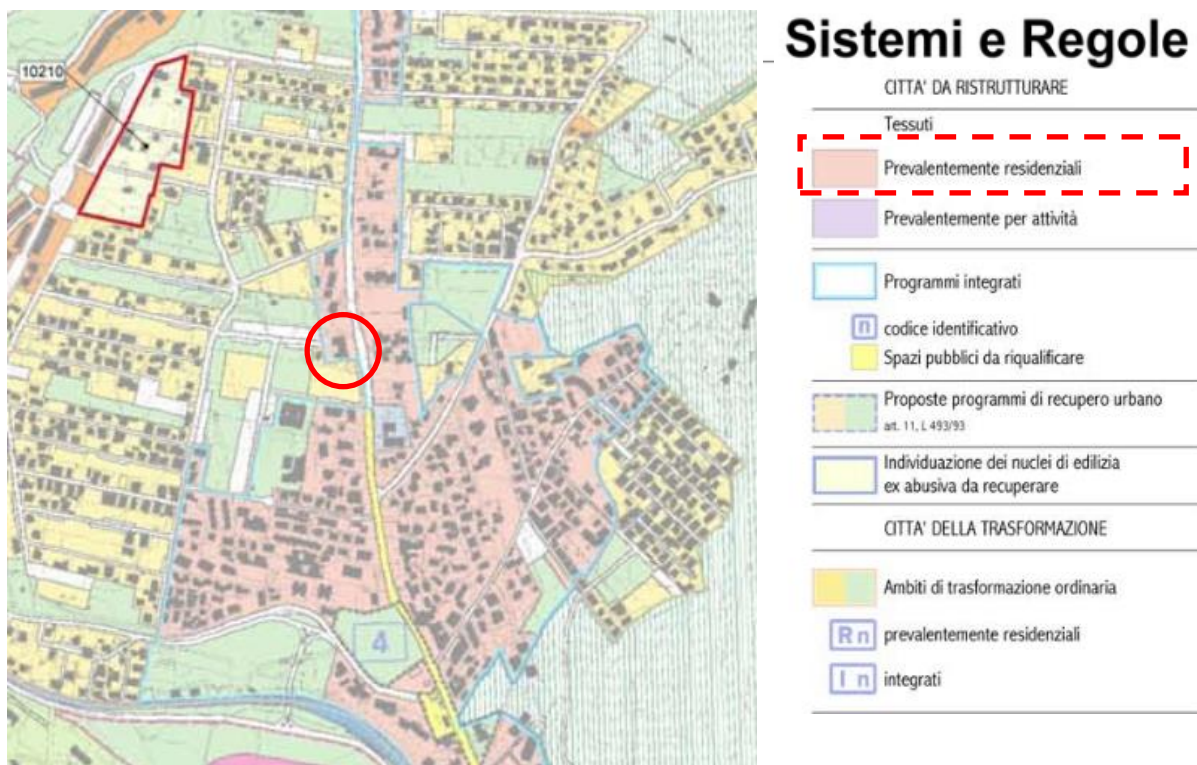 10210
4
Sistemi e Regole
CITTA' DA RISTRUTTURARE
Tessuti
Prevalentemente residenziali
Prevalentemente per attività
Programmi integrati
n codice identificativo
Spazi pubblici da riqualificare
Proposte programmi di recupero urbano
art. 11, L 493/93
Individuazione dei nuclei di edilizia
ex abusiva da recuperare
CITTA' DELLA TRASFORMAZIONE
Ambiti di trasformazione ordinaria
R n prevalentemente residenziali
I n integrati